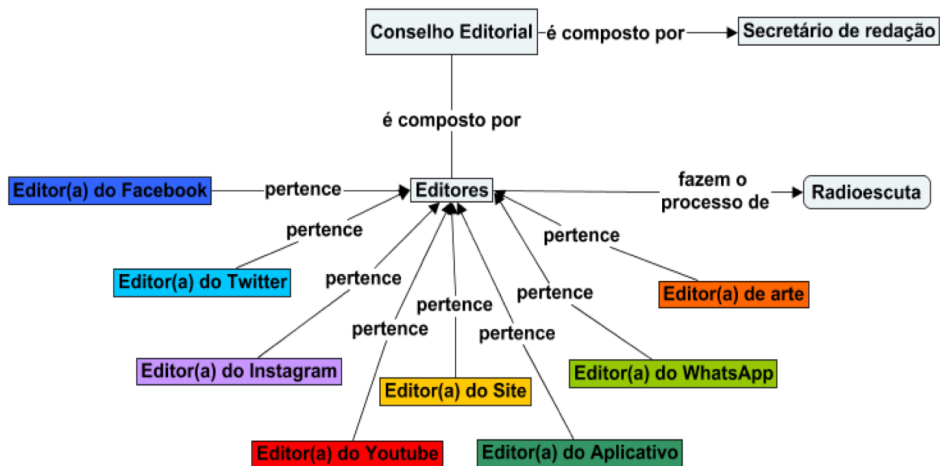 Conselho Editorial
é composto por
Secretário de redação
é composto por
Editor(a) do Facebook
pertence
Editores
fazem o
processo de
Radioescuta
pertence
pertence
Editor(a) do Twitter
pertence
pertence
Editor(a) de arte
pertence
pertence
pertence
Editor(a) do Instagram
Editor(a) do Site
Editor(a) do WhatsApp
Editor(a) do Youtube
Editor(a) do Aplicativo